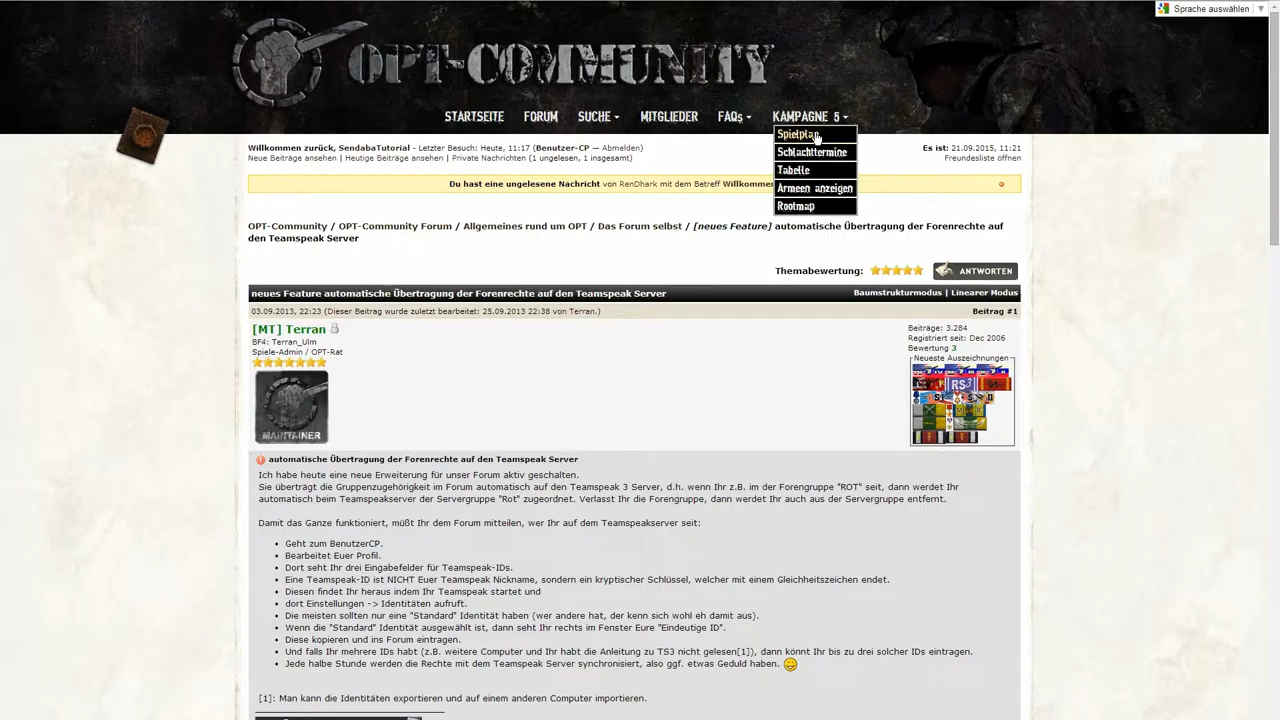 Sprache auswählen
OPT-COMMUNITY
STARTSEITE FORUM SUCHE MITGLIEDER FAQs KAMPAGNE 5
Spielplan
Schlachttermine
Tabelle
Armeen anzeigen
Rootmap
Willkommen zurück, SendabaTutorial - Letzter Besuch: Heute, 11:17 (Benutzer-CP — Abmelden)
Es ist: 21.09.2015, 11:21
Neue Beiträge ansehen | Heutige Beiträge ansehen | Private Nachrichten (1 ungelesen, 1 insgesamt)
Freundesliste öffnen
Du hast eine ungelesene Nachricht von RenDhark mit dem Betreff Willkommen
OPT-Community / OPT-Community Forum / Allgemeines rund um OPT / Das Forum selbst / [neues Feature] automatische Übertragung der Forenrechte auf
den Teamspeak Server
Themabewertung:
ANTWORTEN
neues Feature automatische Übertragung der Forenrechte auf den Teamspeak Server
Baumstrukturmodus | Linearer Modus
03.09.2013, 22:23 (Dieser Beitrag wurde zuletzt bearbeitet: 25.09.2013 22:38 von Terran.)
Beitrag #1
[MT] Terran
BF4: Terran_Ulm
Spiele-Admin / OPT-Rat
MAINTAINER
Beiträge: 3.284
Registriert seit: Dec 2006
Bewertung 3
Neueste Auszeichnungen
RS3
automatische Übertragung der Forenrechte auf den Teamspeak Server
Ich habe heute eine neue Erweiterung für unser Forum aktiv geschalten.
Sie überträgt die Gruppenzugehörigkeit im Forum automatisch auf den Teamspeak 3 Server, d.h. wenn Ihr z.B. im der Forengruppe "ROT" seit, dann werdet Ihr
automatisch beim Teamspeakserver der Servergruppe "Rot" zugeordnet. Verlasst Ihr die Forengruppe, dann werdet Ihr auch aus der Servergruppe entfernt.
Damit das Ganze funktioniert, müßt Ihr dem Forum mitteilen, wer Ihr auf dem Teamspeakserver seit:
• Geht zum BenutzerCP.
• Bearbeitet Euer Profil.
• Dort seht Ihr drei Eingabefelder für Teamspeak-IDs.
• Eine Teamspeak-ID ist NICHT Euer Teamspeak Nickname, sondern ein kryptischer Schlüssel, welcher mit einem Gleichheitszeichen endet.
• Diesen findet Ihr heraus indem Ihr Teamspeak startet und
• dort Einstellungen -> Identitäten aufruft.
• Die meisten sollten nur eine "Standard" Identität haben (wer andere hat, der kenn sich wohl eh damit aus).
• Wenn die "Standard" Identität ausgewählt ist, dann seht Ihr rechts im Fenster Eure "Eindeutige ID".
• Diese kopieren und ins Forum eintragen.
• Und falls Ihr mehrere IDs habt (z.B. weitere Computer und Ihr habt die Anleitung zu TS3 nicht gelesen[1]), dann könnt Ihr bis zu drei solcher IDs eintragen.
• Jede halbe Stunde werden die Rechte mit dem Teamspeak Server synchronisiert, also ggf. etwas Geduld haben.
[1]: Man kann die Identitäten exportieren und auf einem anderen Computer importieren.